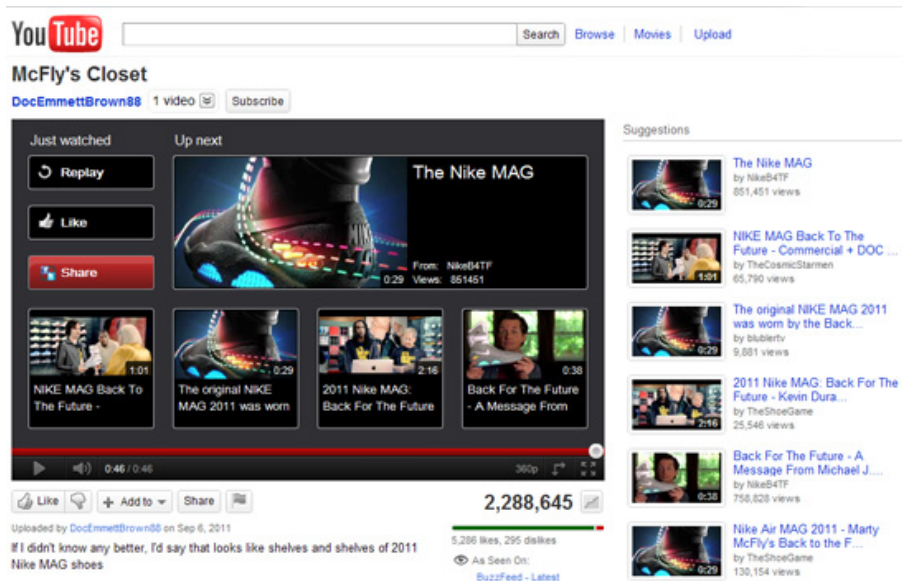 You Tube
Search
Browse
Movies
Upload
McFly's Closet
DocEmmettBrown88
1 video
Subscribe
Just watched
Up next
Replay
Like
Share
The Nike MAG
From: NikeB4TF
0:29 Views: 851451
1:01
NIKE MAG Back To
The Future -
0:29
The original NIKE
MAG 2011 was worn
2:16
2011 Nike MAG:
Back For The Future
0:38
Back For The Future
- A Message From
0:46 / 0:46
360p
Like
+ Add to
Share
2,288,645
Uploaded by DocEmmettBrown88 on Sep 6, 2011
If I didn't know any better, I'd say that looks like shelves and shelves of 2011
Nike MAG shoes
5,286 likes, 295 dislikes
As Seen On:
BuzzFeed - Latest
Suggestions
0:29
The Nike MAG
by NikeB4TF
851,451 views
1:01
NIKE MAG Back To The
Future - Commercial + DOC ...
by TheCosmicStarmen
65,790 views
0:29
The original NIKE MAG 2011
was worn by the Back...
by blublertv
9,881 views
2:16
2011 Nike MAG: Back For The
Future - Kevin Dura...
by TheShoeGame
25,546 views
0:38
Back For The Future - A
Message From Michael J....
by NikeB4TF
758,828 views
0:29
Nike Air MAG 2011 - Marty
McFly's Back to the F...
by TheShoeGame
130,154 views